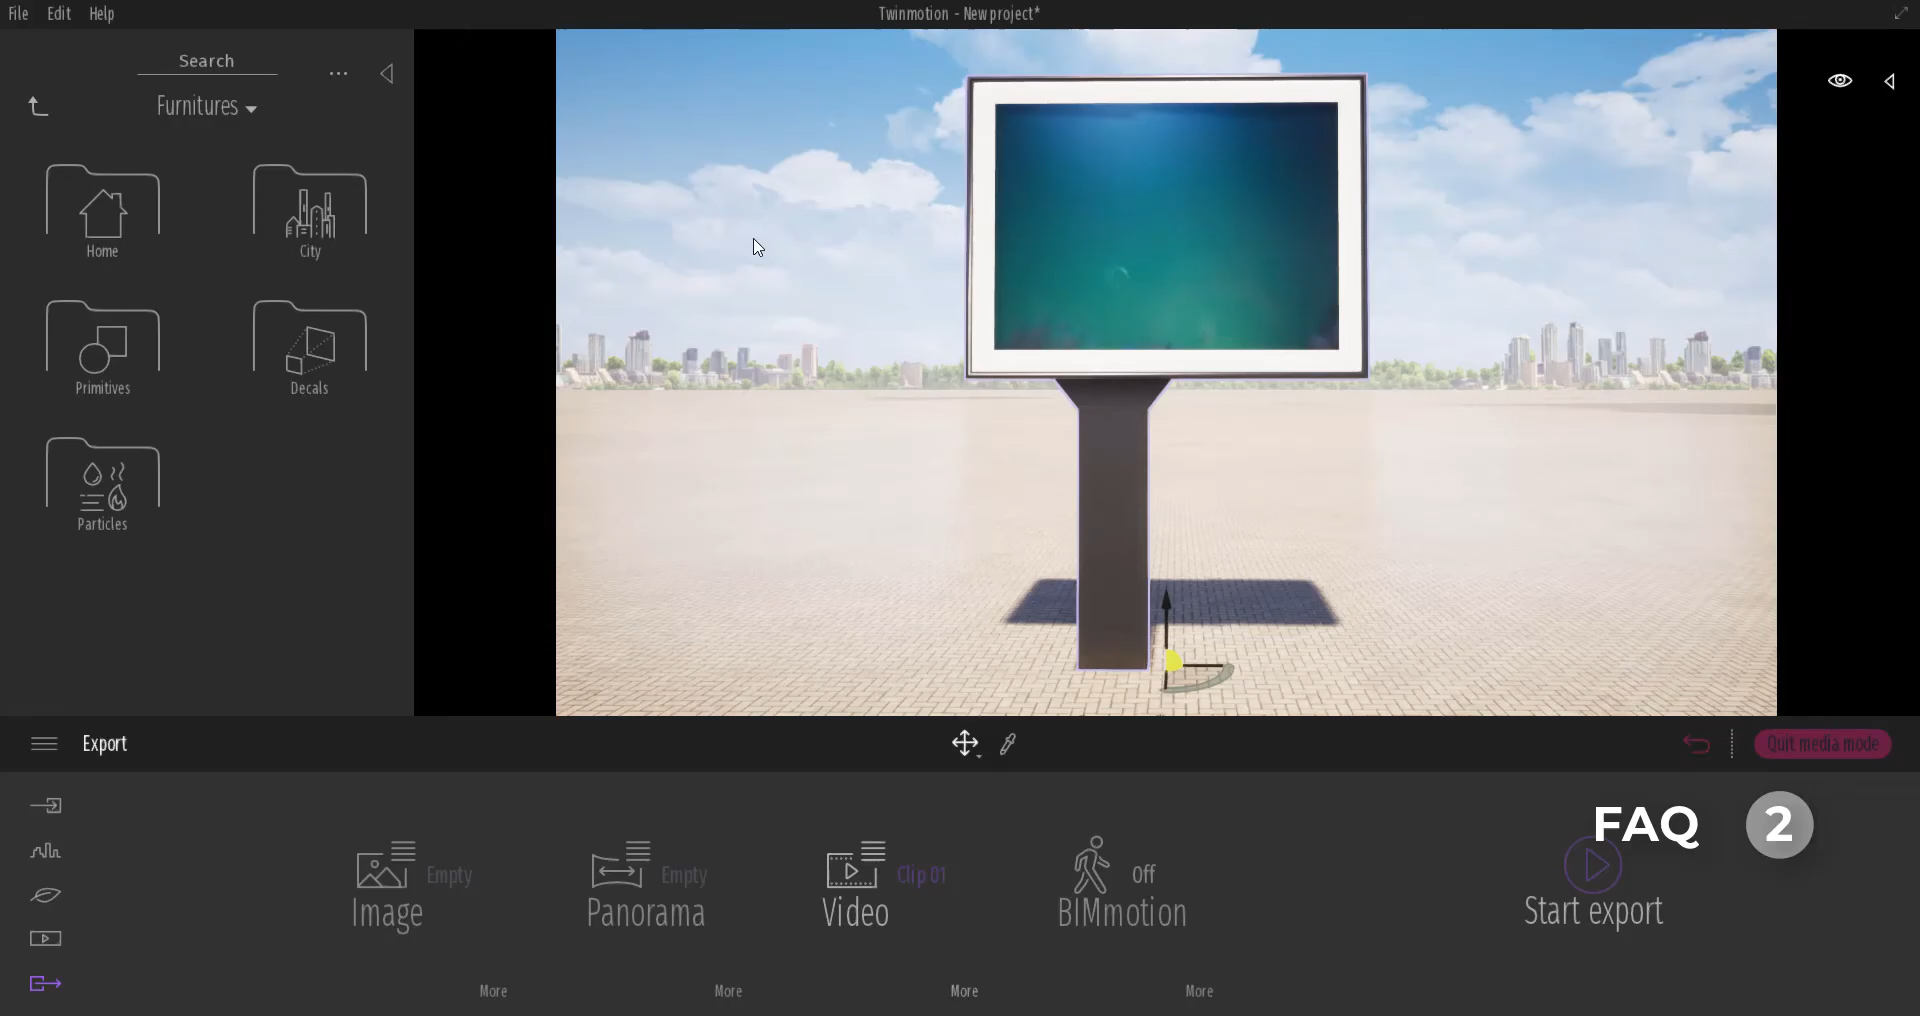 File Edit Help
Twinmotion - New project*
Search
...
Furnitures
Home
City
Primitives
Decals
Particles
Export
Quit media mode
FAQ 2
Empty
Empty
Clip 01
Off
Image
Panorama
Video
BIMmotion
Start export
More
More
More
More